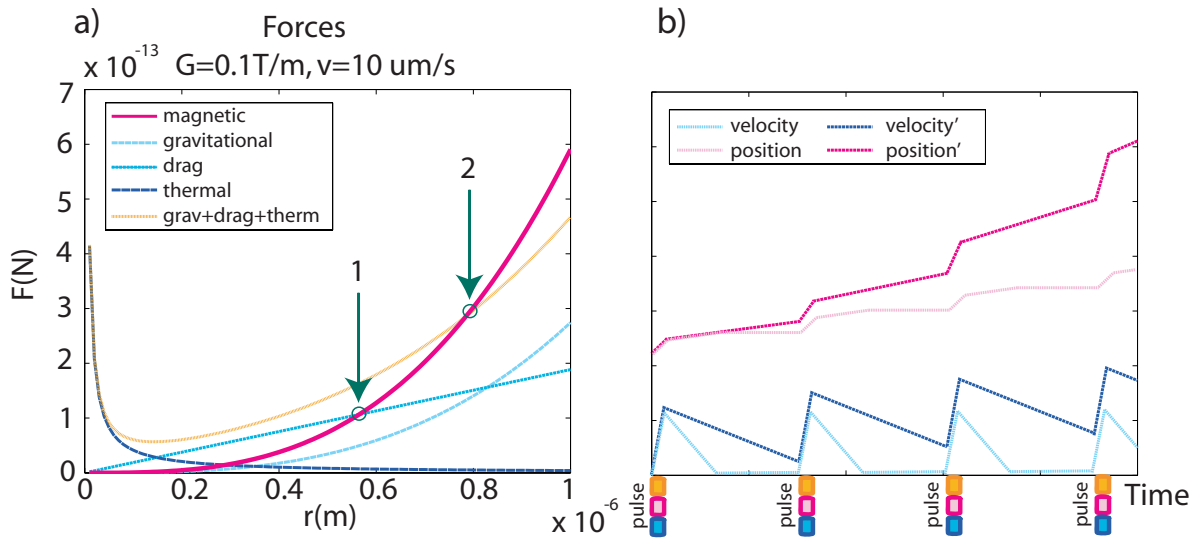 a)
Forces
G=0.1T/m, v=10 um/s
x 10
-13
7
6
5
4
3
2
1
0
F(N)
magnetic
gravitational
drag
thermal
grav+drag+therm
1
2
0
0.2
0.4
0.6
0.8
1
r(m)
x 10
-6
b)
velocity
velocity’
position
position’
pulse
pulse
pulse
pulse
Time